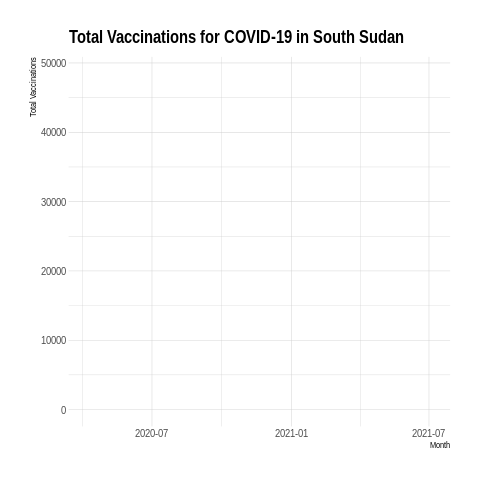 Total Vaccinations for COVID-19 in South Sudan
Total Vaccinations
50000
40000
30000
20000
10000
0
2020-07 2021-01 2021-07
Month